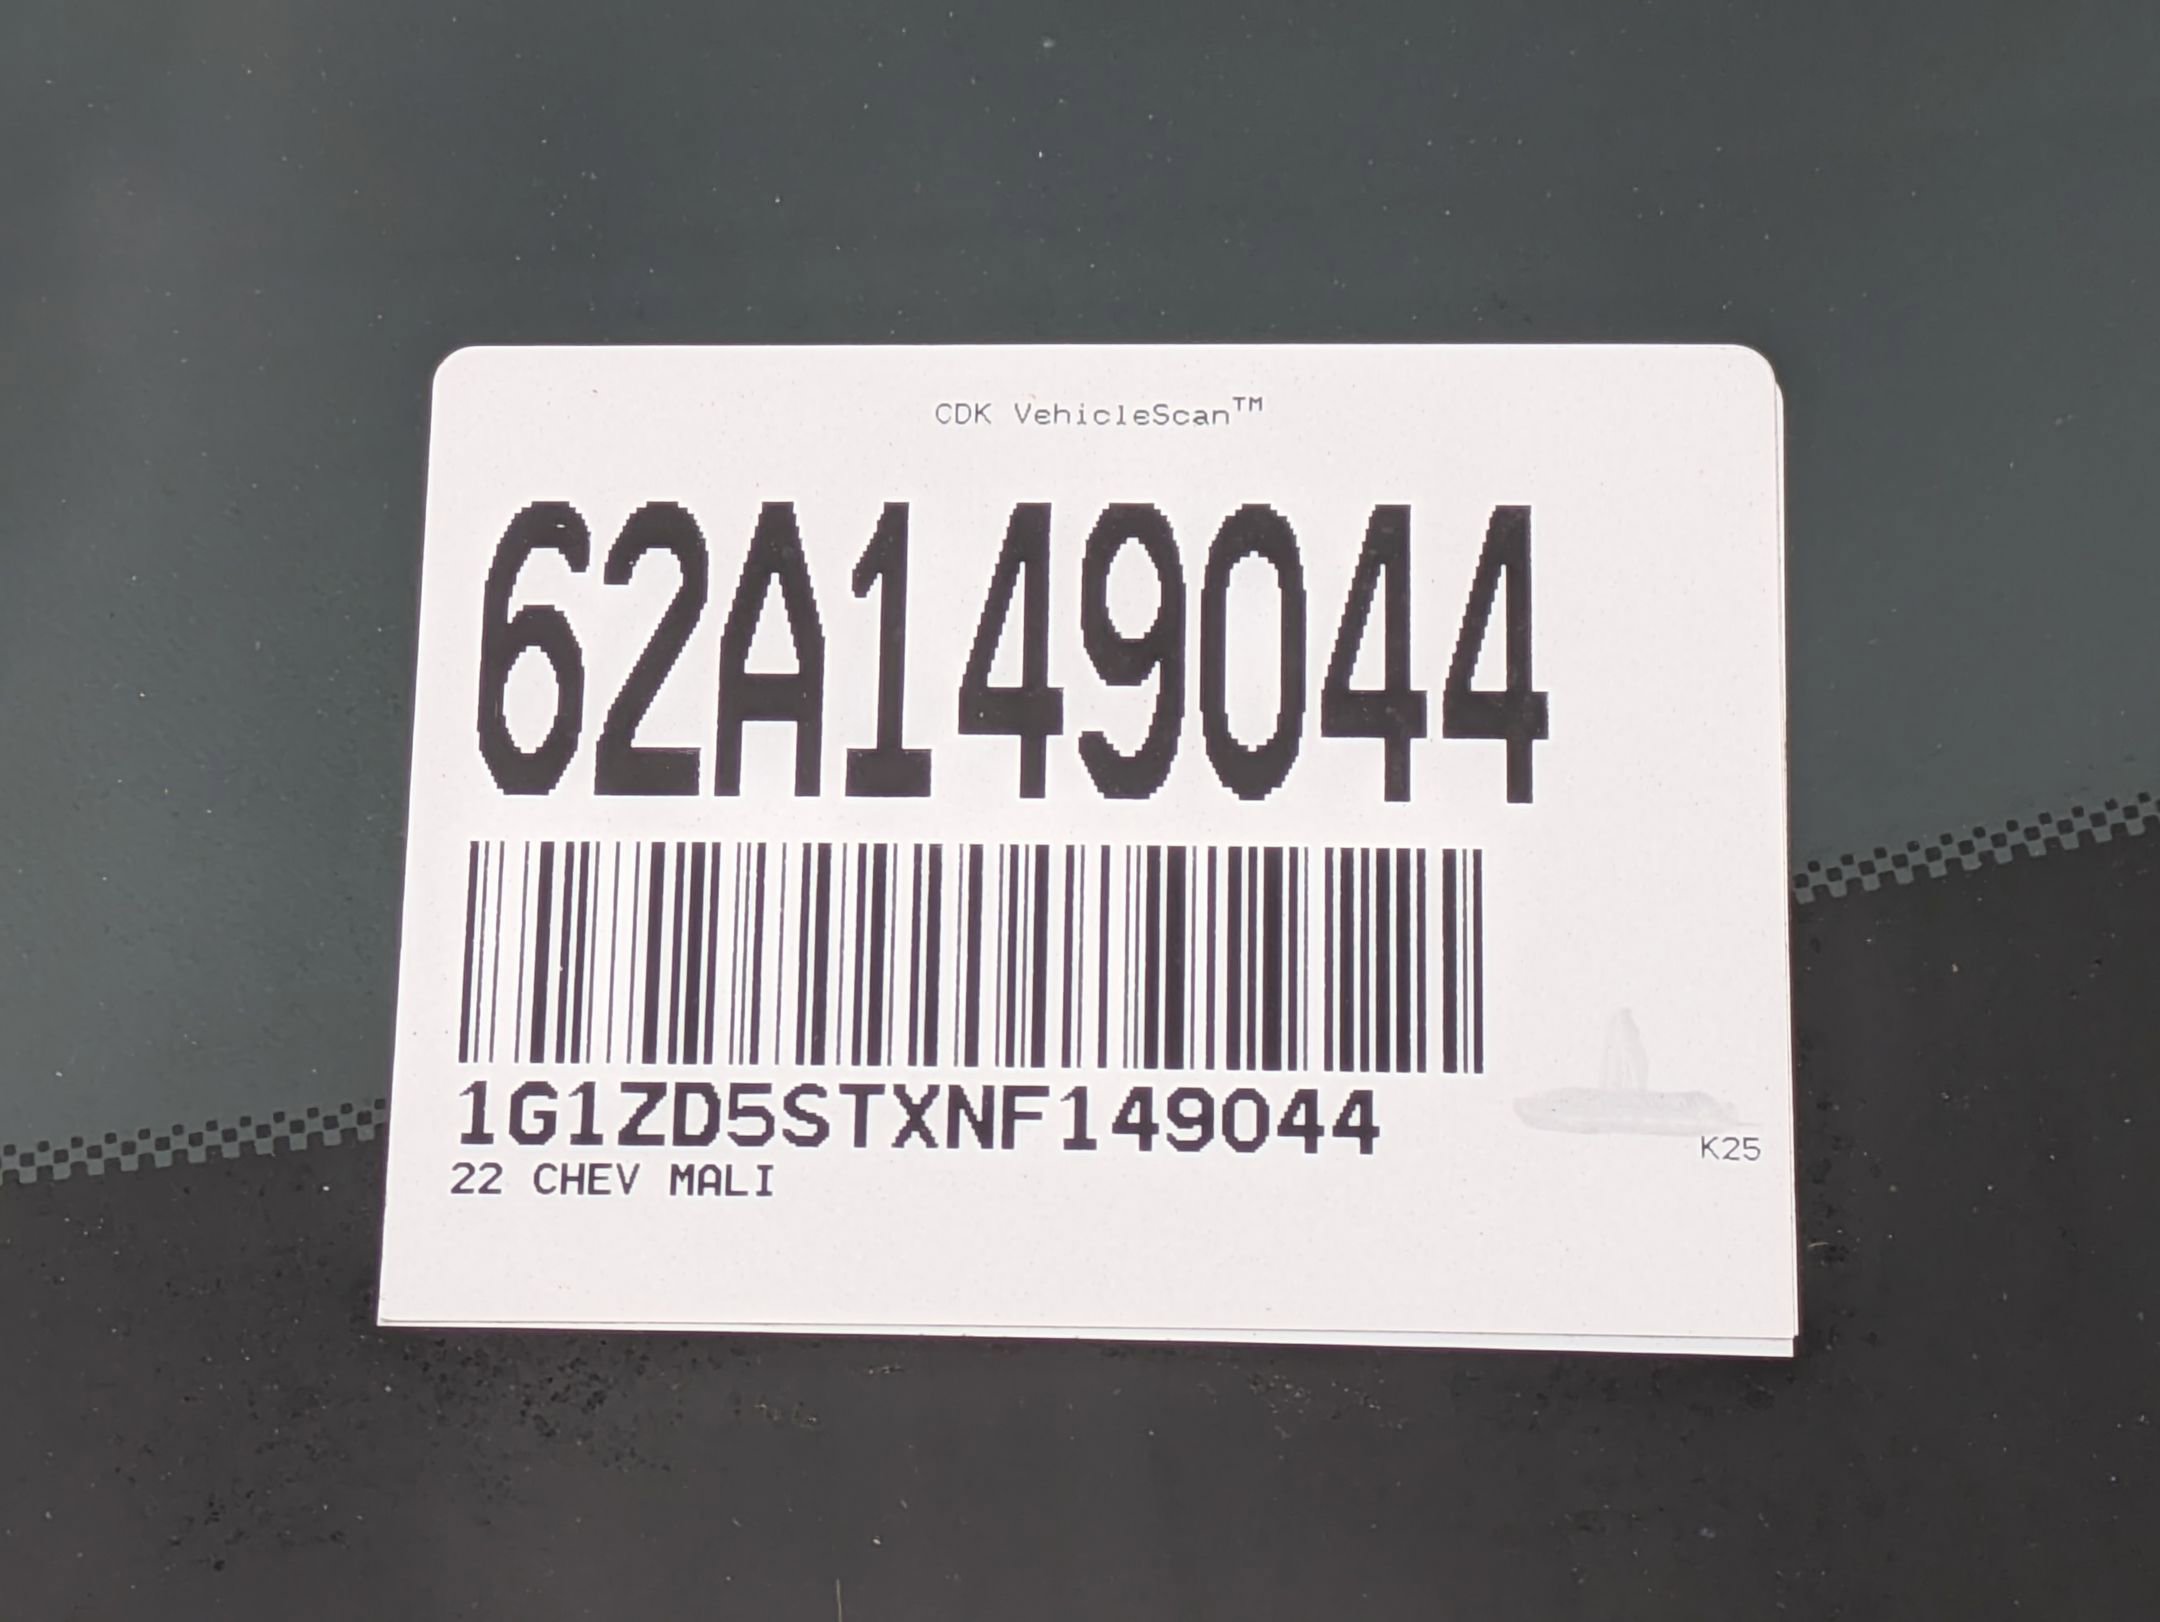 CDK VehicleScan™
62A149044
1G1ZD5STXNF149044
22 CHEV MALI
K25